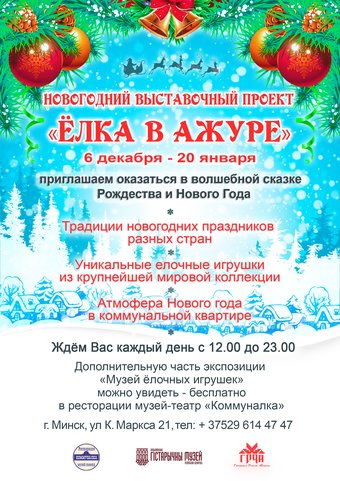 НОВОГОДНИЙ ВЫСТАВОЧНЫЙ ПРОЕКТ
«ЁЛКА В АЖУРЕ»
6 декабря - 20 января
приглашаем оказаться в волшебной сказке
Рождества и Нового Года
*
Традиции новогодних праздников
разных стран
*
Уникальные елочные игрушки
из крупнейшей мировой коллекции
*
Атмофера Нового года
в коммунальной квартире
*
Ждём Вас каждый день с 12.00 до 23.00
Дополнительную часть экспозиции
«Музей ёлочных игрушек»
можно увидеть - бесплатно
в ресторации музей-театр «Коммуналка»
г. Минск, ул К. Маркса 21, тел: + 37529 614 47 47
КОММУНАЛКА
ГІСТАРЫЧНЫ МУЗЕЙ